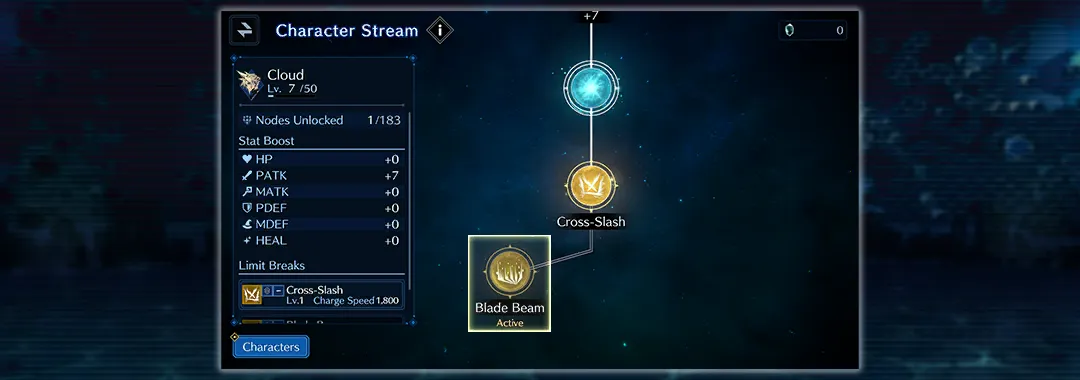 Character Stream
i
0
+7
Cloud
Lv. 7 /50
Nodes Unlocked 1/183
Stat Boost
HP +0
PATK +7
MATK +0
PDEF +0
MDEF +0
HEAL +0
Limit Breaks
Cross-Slash
Lv.1 Charge Speed 1,800
Cross-Slash
Blade Beam
Active
Characters